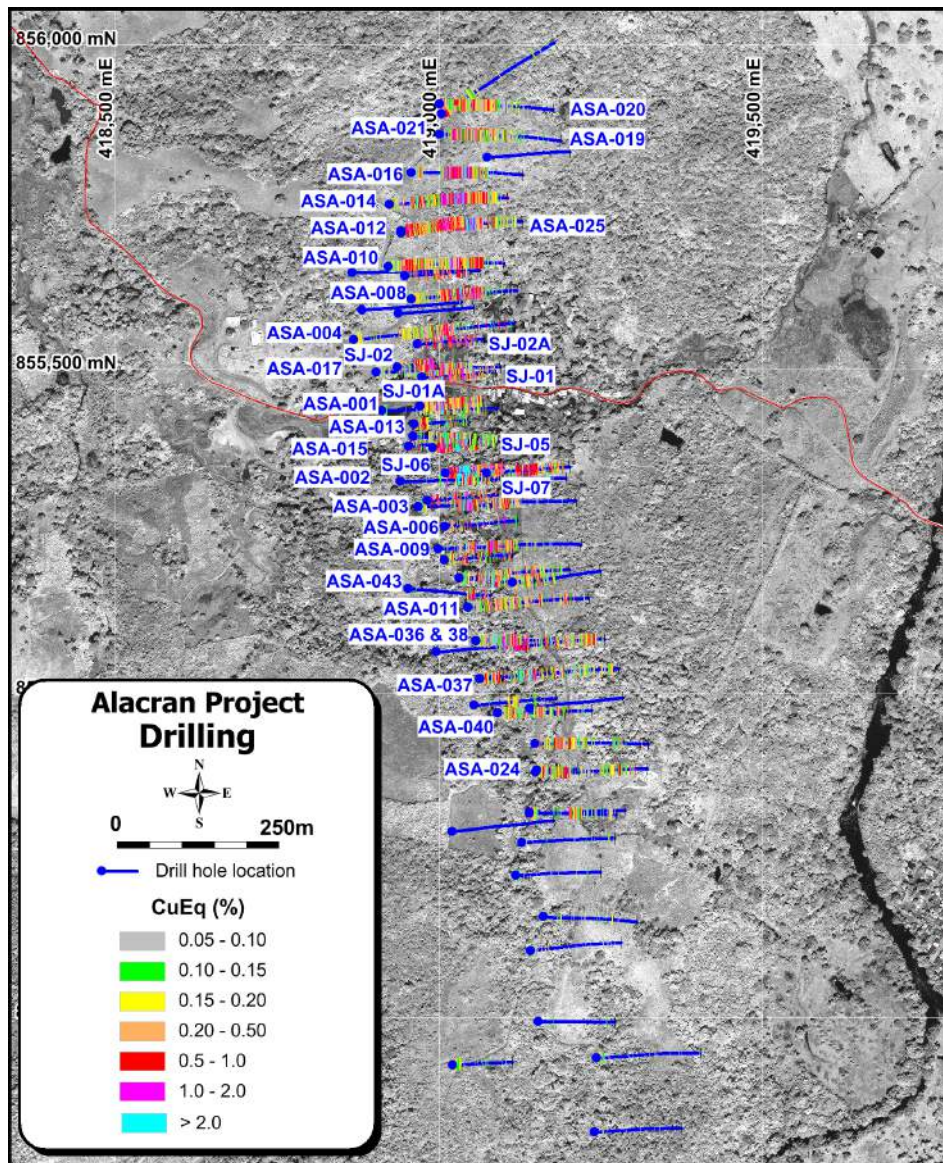 856,000 mN
418,500 mE
419,000 mE
419,500 mE
ASA-020
ASA-021
ASA-019
ASA-016
ASA-014
ASA-012
ASA-025
ASA-010
ASA-008
ASA-004
SJ-02A
SJ-02
855,500 mN
ASA-017
SJ-01
SJ-01A
ASA-001
ASA-013
ASA-015
SJ-05
SJ-06
ASA-002
SJ-07
ASA-003
ASA-006
ASA-009
ASA-043
ASA-011
ASA-036 & 38
ASA-037
ASA-040
ASA-024
Alacran Project
Drilling
N
W E
S
0 250m
Drill hole location
CuEq (%)
0.05 - 0.10
0.10 - 0.15
0.15 - 0.20
0.20 - 0.50
0.5 - 1.0
1.0 - 2.0
> 2.0